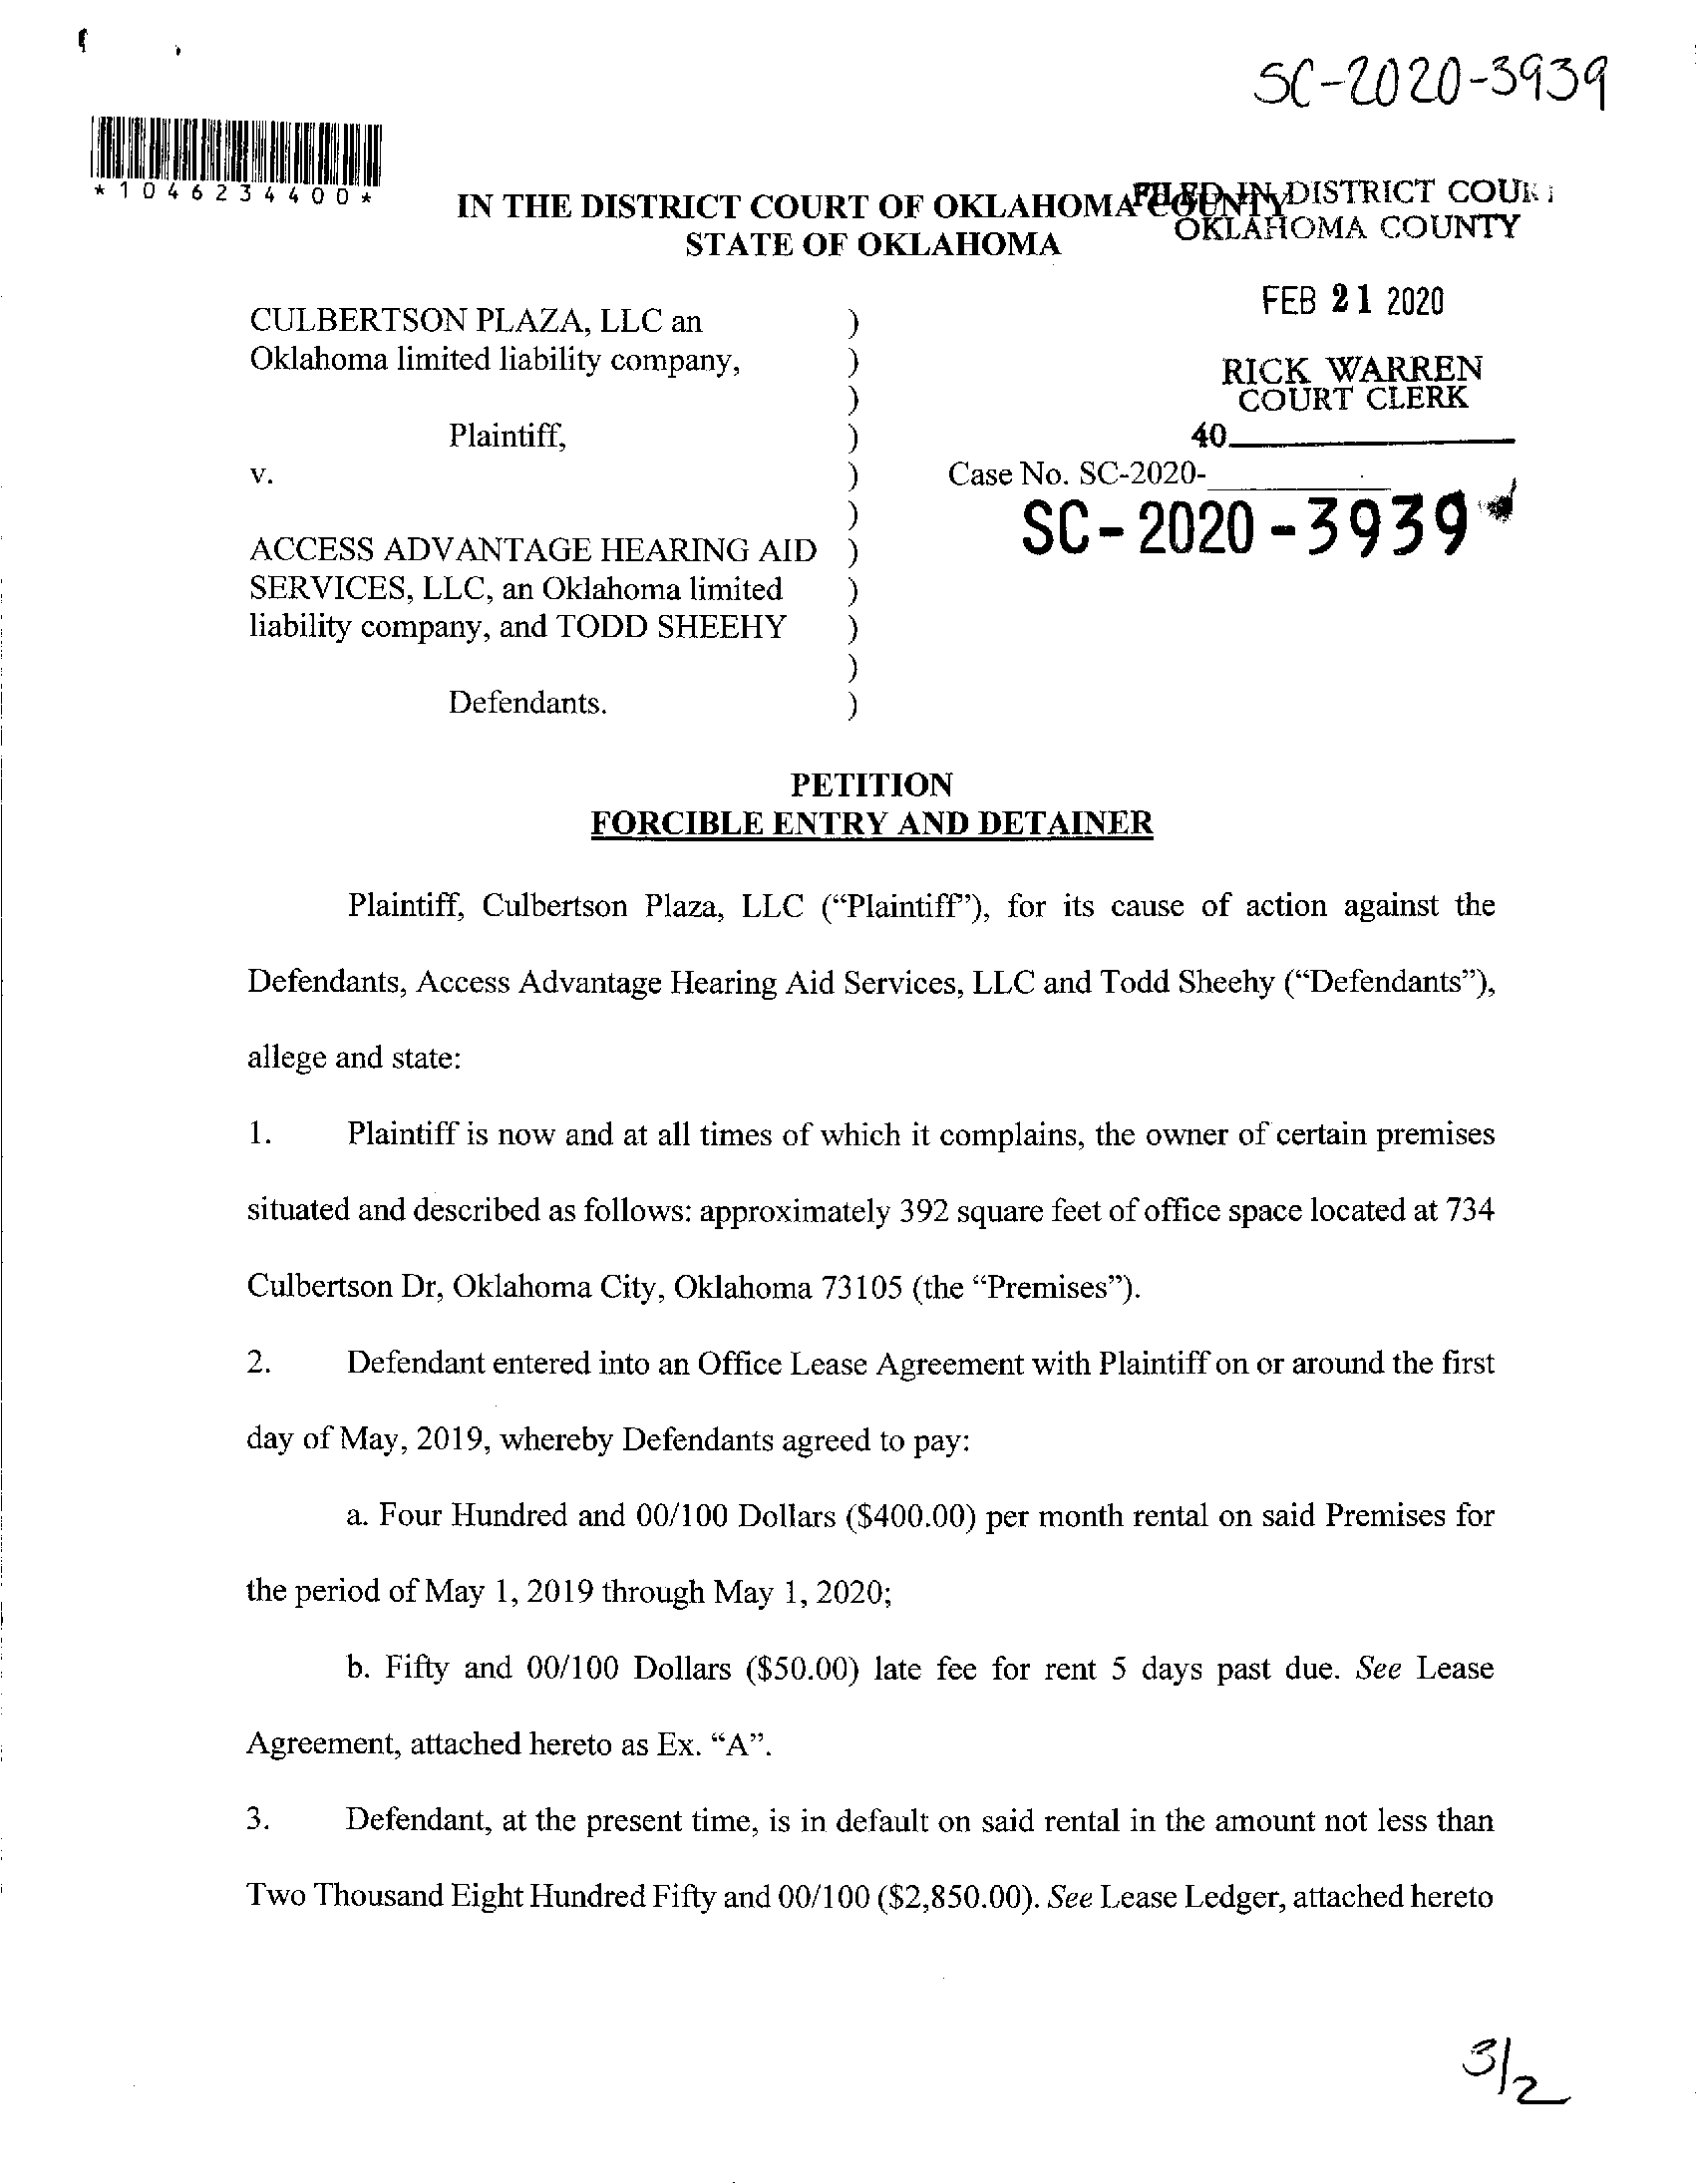 SC-2020-3939
*1046234400*
IN THE DISTRICT COURT OF OKLAHOMA COUNTY
STATE OF OKLAHOMA
FILED IN DISTRICT COURT
OKLAHOMA COUNTY
FEB 21 2020
RICK WARREN
COURT CLERK
40
CULBERTSON PLAZA, LLC an )
Oklahoma limited liability company, )
)
Plaintiff, )
v. ) Case No. SC-2020-
) SC-2020-3939
ACCESS ADVANTAGE HEARING AID )
SERVICES, LLC, an Oklahoma limited )
liability company, and TODD SHEEHY )
)
Defendants. )
PETITION
FORCIBLE ENTRY AND DETAINER
Plaintiff, Culbertson Plaza, LLC (“Plaintiff”), for its cause of action against the
Defendants, Access Advantage Hearing Aid Services, LLC and Todd Sheehy (“Defendants”),
allege and state:
1. Plaintiff is now and at all times of which it complains, the owner of certain premises
situated and described as follows: approximately 392 square feet of office space located at 734
Culbertson Dr, Oklahoma City, Oklahoma 73105 (the “Premises”).
2. Defendant entered into an Office Lease Agreement with Plaintiff on or around the first
day of May, 2019, whereby Defendants agreed to pay:
a. Four Hundred and 00/100 Dollars ($400.00) per month rental on said Premises for
the period of May 1, 2019 through May 1, 2020;
b. Fifty and 00/100 Dollars ($50.00) late fee for rent 5 days past due. See Lease
Agreement, attached hereto as Ex. “A”.
3. Defendant, at the present time, is in default on said rental in the amount not less than
Two Thousand Eight Hundred Fifty and 00/100 ($2,850.00). See Lease Ledger, attached hereto
3/2